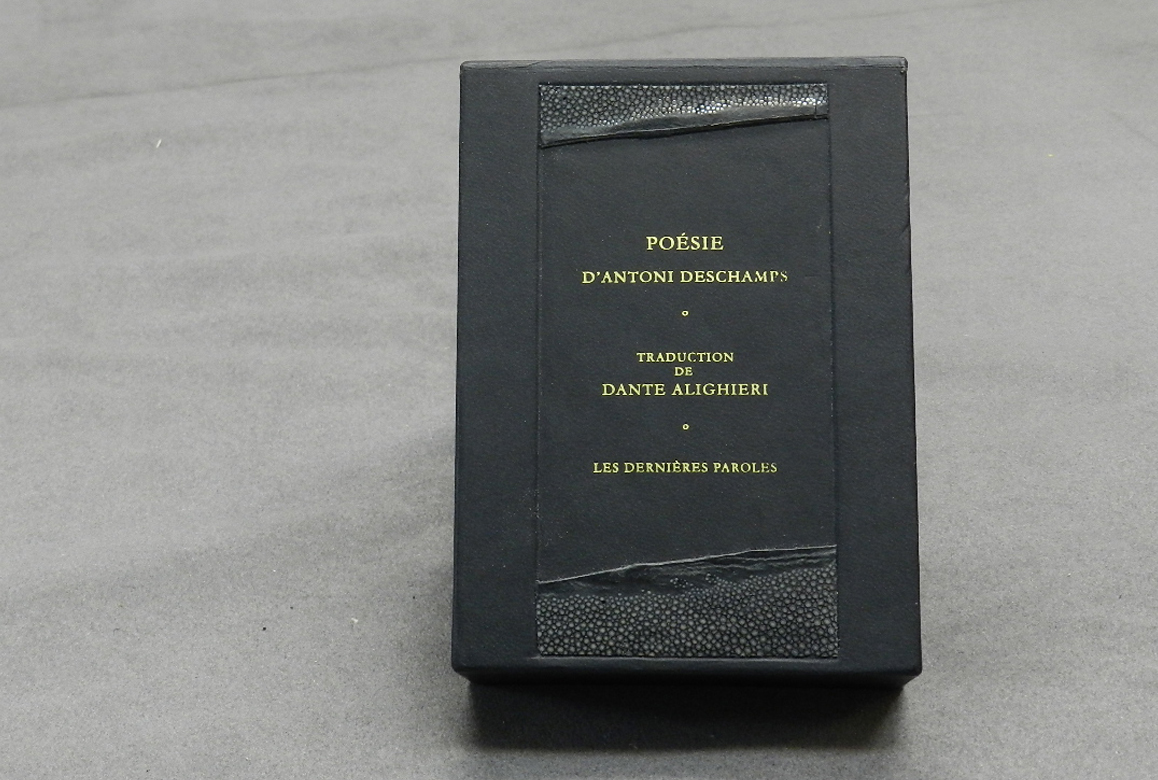 POÉSIE
D'ANTONI DESCHAMPS
TRADUCTION
DE
DANTE ALIGHIERI
LES DERNIÈRES PAROLES